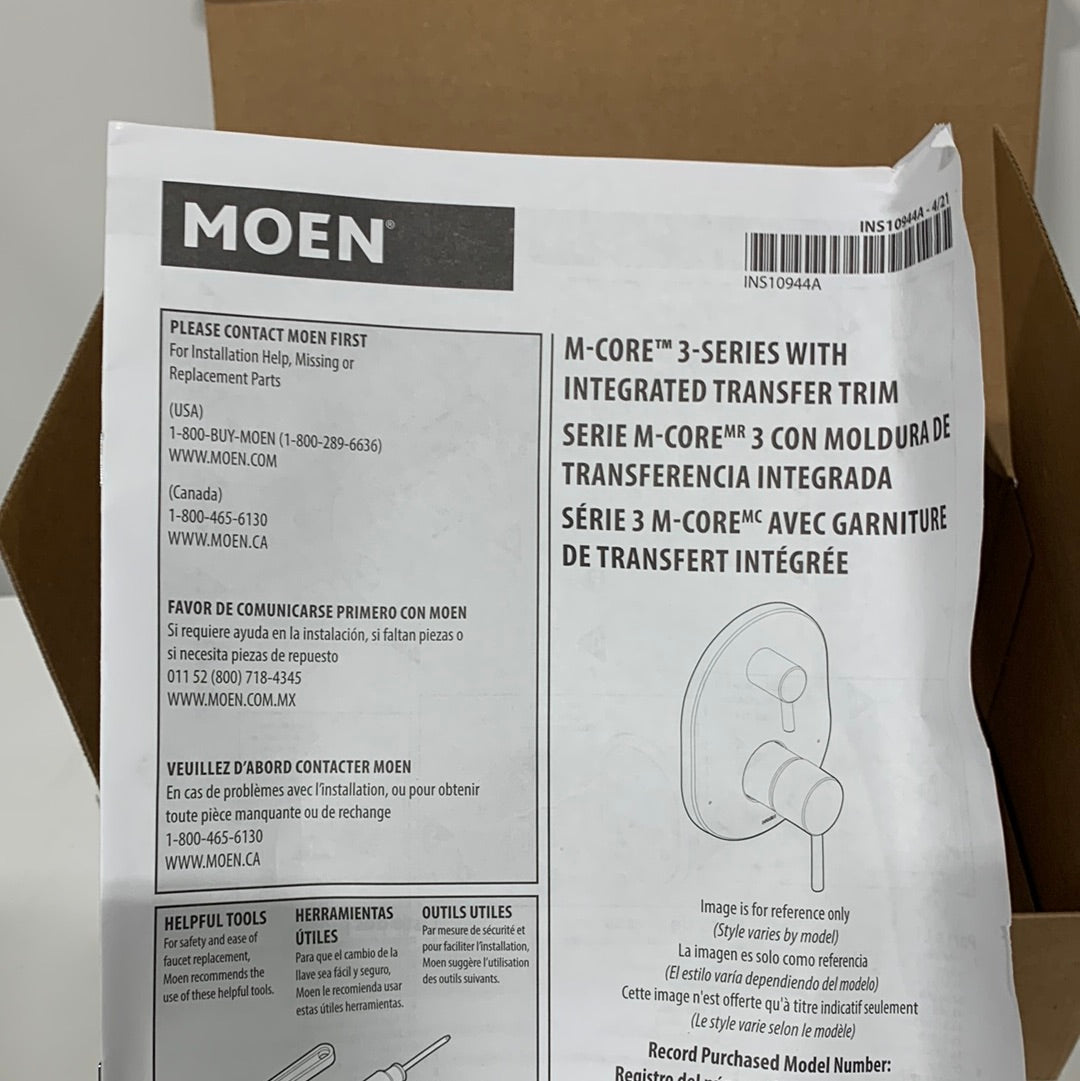 MOEN®
INS10944A - 4/21
INS10944A
PLEASE CONTACT MOEN FIRST
For Installation Help, Missing or
Replacement Parts
(USA)
1-800-BUY-MOEN (1-800-289-6636)
WWW.MOEN.COM
(Canada)
1-800-465-6130
WWW.MOEN.CA
FAVOR DE COMUNICARSE PRIMERO CON MOEN
Si requiere ayuda en la instalación, si faltan piezas o
si necesita piezas de repuesto
011 52 (800) 718-4345
WWW.MOEN.COM.MX
VEUILLEZ D'ABORD CONTACTER MOEN
En cas de problèmes avec l'installation, ou pour obtenir
toute pièce manquante ou de rechange
1-800-465-6130
WWW.MOEN.CA
M-CORE™ 3-SERIES WITH
INTEGRATED TRANSFER TRIM
SERIE M-COREMR 3 CON MOLDURA DE
TRANSFERENCIA INTEGRADA
SÉRIE 3 M-COREMC AVEC GARNITURE
DE TRANSFERT INTÉGRÉE
Image is for reference only
(Style varies by model)
La imagen es solo como referencia
(El estilo varía dependiendo del modelo)
Cette image n'est offerte qu'à titre indicatif seulement
(Le style varie selon le modèle)
Record Purchased Model Number:
Registro del
HELPFUL TOOLS
For safety and ease of
faucet replacement,
Moen recommends the
use of these helpful tools.
HERRAMIENTAS
ÚTILES
Para que el cambio de la
llave sea fácil y seguro,
Moen le recomienda usar
estas útiles herramientas.
OUTILS UTILES
Par mesure de sécurité et
pour faciliter l'installation,
Moen suggère l'utilisation
des outils suivants.